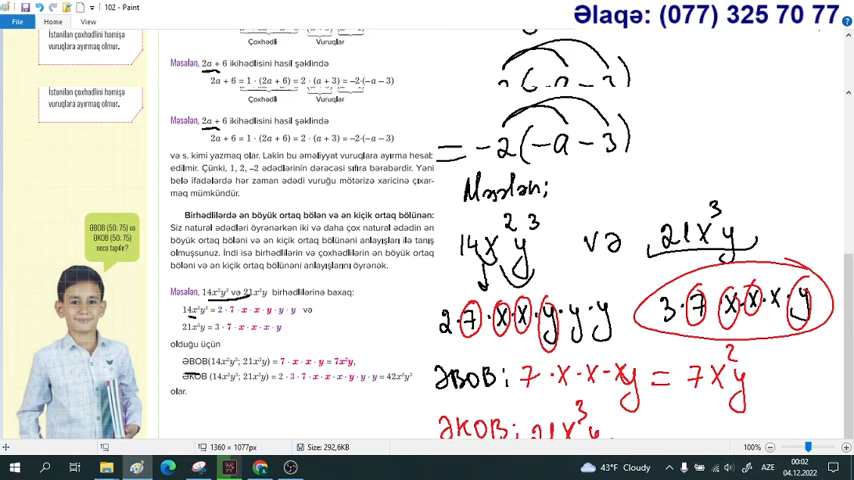 102 - Paint
Əlaqə: (077) 325 70 77
File Home View
İstənilən çoxhədlini həmişə
vuruqlara ayırmaq olmur.
Çoxhədli Vuruqlar
Məsələn, 2a + 6 ikihədlisini hasil şəklində
2a + 6 = 1 · (2a + 6) = 2 · (a + 3) = –2·(–a – 3)
Çoxhədli Vuruqlar
İstənilən çoxhədlini həmişə
vuruqlara ayırmaq olmur.
Məsələn, 2a + 6 ikihədlisini hasil şəklində
2a + 6 = 1 · (2a + 6) = 2 · (a + 3) = –2·(–a – 3)
və s. kimi yazmaq olar. Lakin bu əməliyyat vuruqlara ayırma hesab
edilmir. Çünki, 1, 2, –2 ədədlərinin dərəcəsi sıfıra bərabərdir. Yəni
belə ifadələrdə hər zaman ədədi vuruğu mötərizə xaricinə çıxar-
maq mümkündür.
Birhədlilərdə ən böyük ortaq bölən və ən kiçik ortaq bölünən:
Siz natural ədədləri öyrənərkən iki və daha çox natural ədədin ən
böyük ortaq böləni və ən kiçik ortaq bölünəni anlayışları ilə tanış
olmuşsunuz. İndi isə birhədlilərin və çoxhədlilərin ən böyük ortaq
böləni və ən kiçik ortaq bölünəni anlayışlarını öyrənək.
ƏBOB (50; 75) və
ƏKOB (50; 75)
necə tapılır?
Məsələn, 14x²y³ və 21x³y birhədlilərinə baxaq:
14x²y³ = 2 · 7 · x · x · y · y · y və
21x³y = 3 · 7 · x · x · x · y
olduğu üçün
ƏBOB(14x²y³; 21x³y) = 7 · x · x · y = 7x²y,
ƏKOB (14x²y³; 21x³y) = 2 · 3 · 7 · x · x · x · y · y · y = 42x³y³
olar.
= -2(-a-3)
Məsələn;
14x²y³ və 21x³y
2·7·x·x·y·y·y 3·7·x·x·x·y
ƏBOB: 7·x·x·xy = 7x²y
ƏKOB: 21x³y
1360 × 1077px Size: 292,6KB 100%
43°F Cloudy AZE 00:02
04.12.2022